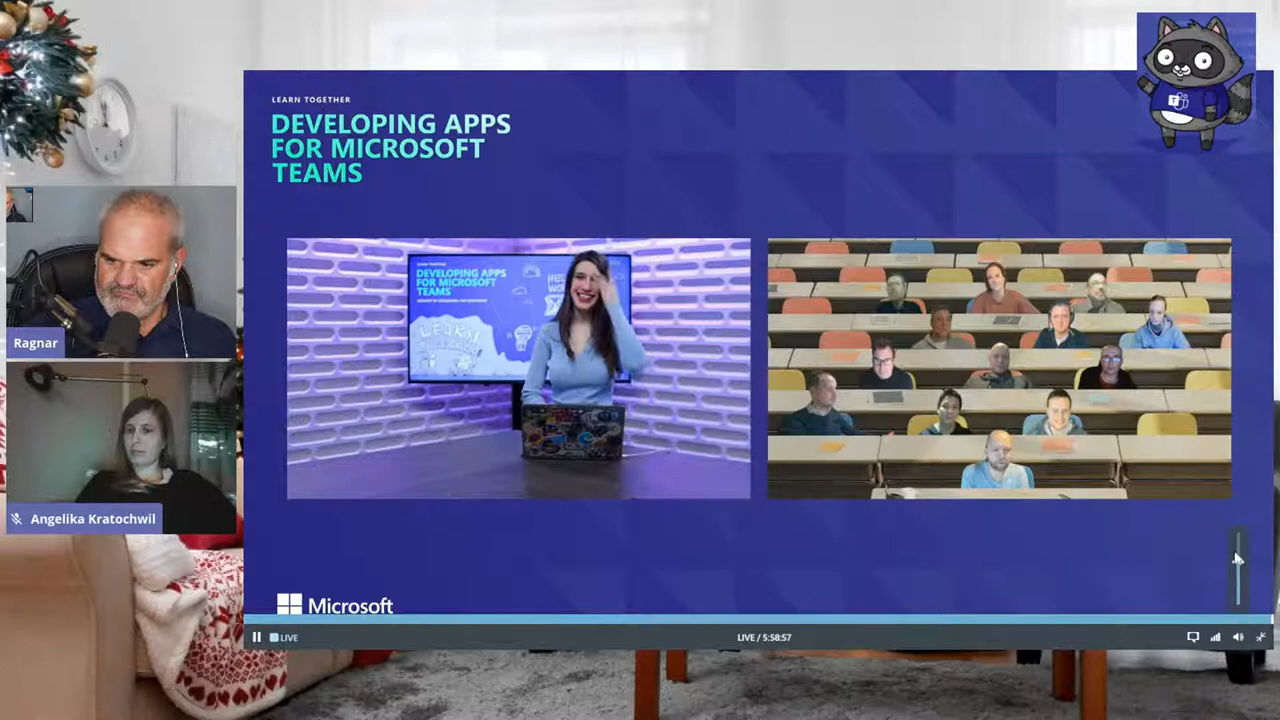 LEARN TOGETHER
DEVELOPING APPS
FOR MICROSOFT
TEAMS
DEVELOPING APPS
FOR MICROSOFT
TEAMS
LEARN
Ragnar
Angelika Kratochwil
Microsoft
LIVE
LIVE / 5:58:57
T